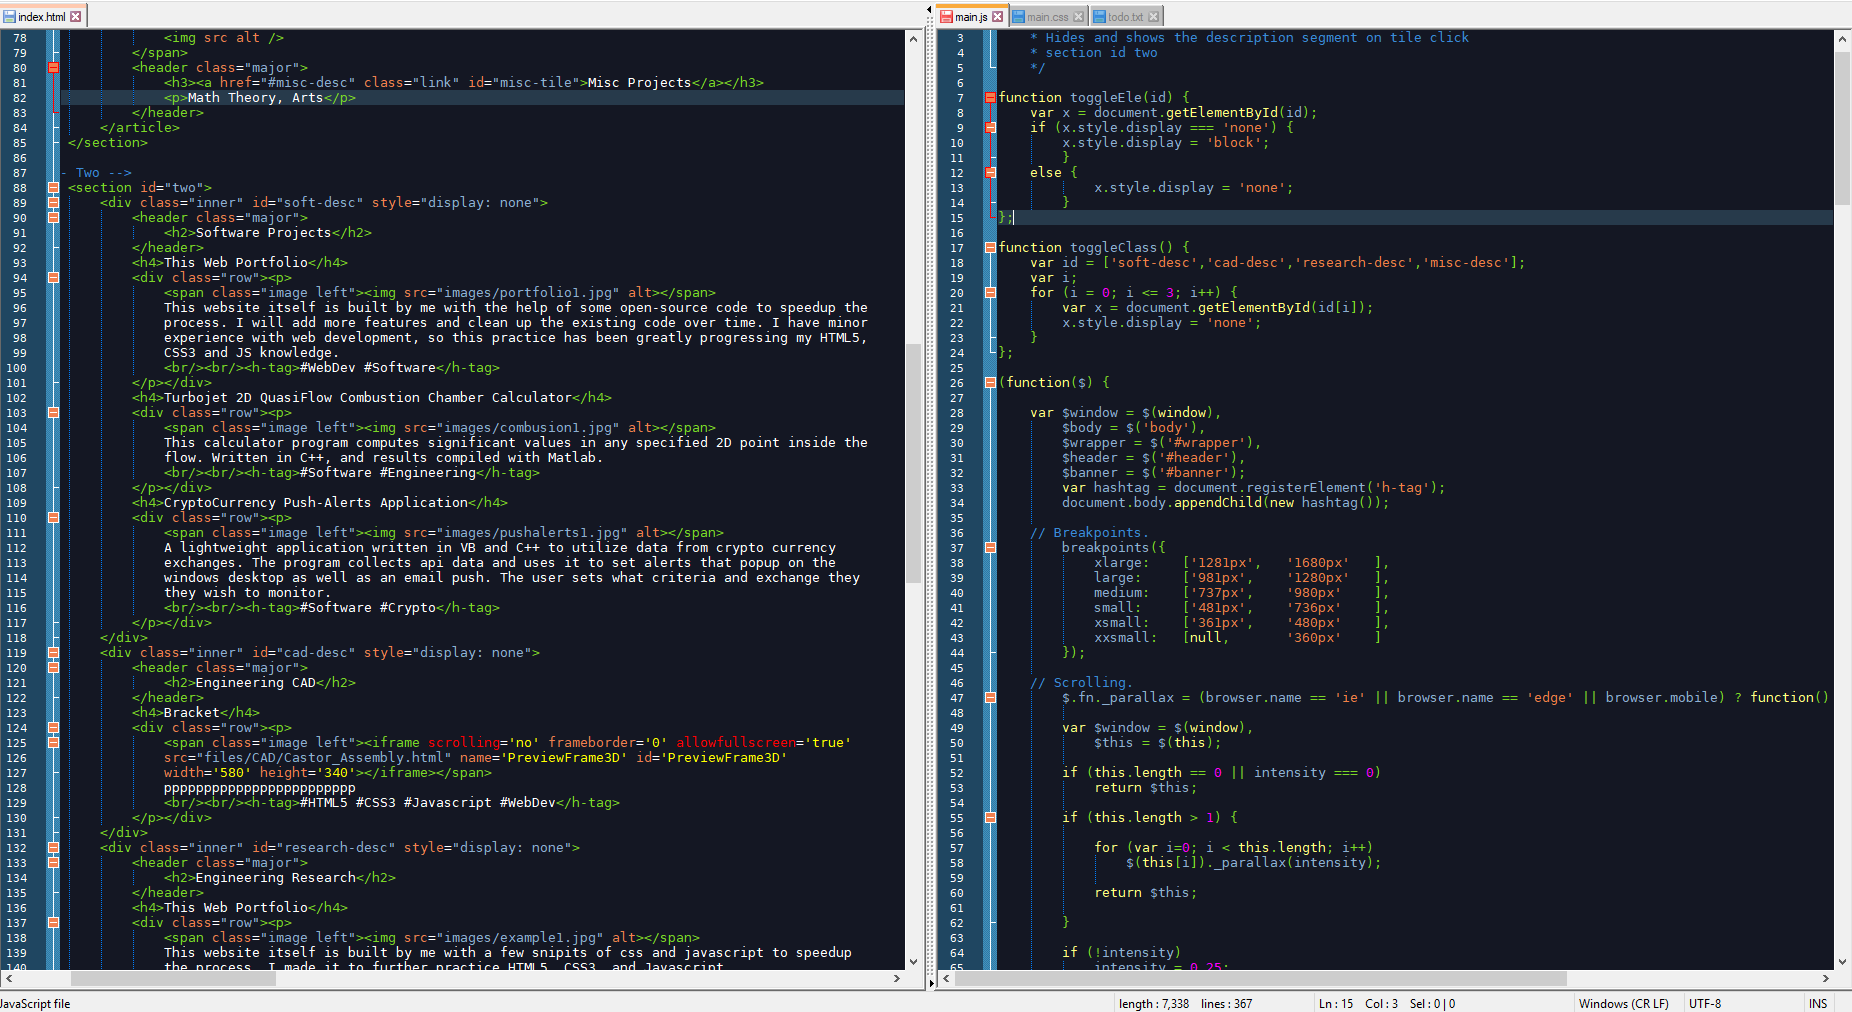 index.html
78 <img src alt />
79 </span>
80 <header class="major">
81 <h3><a href="#misc-desc" class="link" id="misc-tile">Misc Projects</a></h3>
82 <p>Math Theory, Arts</p>
83 </header>
84 </article>
85 </section>
86
87 - Two -->
88 <section id="two">
89 <div class="inner" id="soft-desc" style="display: none">
90 <header class="major">
91 <h2>Software Projects</h2>
92 </header>
93 <h4>This Web Portfolio</h4>
94 <div class="row"><p>
95 <span class="image left"><img src="images/portfolio1.jpg" alt></span>
96 This website itself is built by me with the help of some open-source code to speedup the
97 process. I will add more features and clean up the existing code over time. I have minor
98 experience with web development, so this practice has been greatly progressing my HTML5,
99 CSS3 and JS knowledge.
100 <br/><br/><h-tag>#WebDev #Software</h-tag>
101 </p></div>
102 <h4>Turbojet 2D QuasiFlow Combustion Chamber Calculator</h4>
103 <div class="row"><p>
104 <span class="image left"><img src="images/combusion1.jpg" alt></span>
105 This calculator program computes significant values in any specified 2D point inside the
106 flow. Written in C++, and results compiled with Matlab.
107 <br/><br/><h-tag>#Software #Engineering</h-tag>
108 </p></div>
109 <h4>CryptoCurrency Push-Alerts Application</h4>
110 <div class="row"><p>
111 <span class="image left"><img src="images/pushalerts1.jpg" alt></span>
112 A lightweight application written in VB and C++ to utilize data from crypto currency
113 exchanges. The program collects api data and uses it to set alerts that popup on the
114 windows desktop as well as an email push. The user sets what criteria and exchange they
115 they wish to monitor.
116 <br/><br/><h-tag>#Software #Crypto</h-tag>
117 </p></div>
118 </div>
119 <div class="inner" id="cad-desc" style="display: none">
120 <header class="major">
121 <h2>Engineering CAD</h2>
122 </header>
123 <h4>Bracket</h4>
124 <div class="row"><p>
125 <span class="image left"><iframe scrolling='no' frameborder='0' allowfullscreen='true'
126 src="files/CAD/Castor_Assembly.html" name='PreviewFrame3D' id='PreviewFrame3D'
127 width='580' height='340'></iframe></span>
128 pppppppppppppppppppppppp
129 <br/><br/><h-tag>#HTML5 #CSS3 #Javascript #WebDev</h-tag>
130 </p></div>
131 </div>
132 <div class="inner" id="research-desc" style="display: none">
133 <header class="major">
134 <h2>Engineering Research</h2>
135 </header>
136 <h4>This Web Portfolio</h4>
137 <div class="row"><p>
138 <span class="image left"><img src="images/example1.jpg" alt></span>
139 This website itself is built by me with a few snipits of css and javascript to speedup
140 the process. I made it to further practice HTML5, CSS3, and Javascript
main.js main.css todo.txt
3 * Hides and shows the description segment on tile click
4 * section id two
5 */
6
7 function toggleEle(id) {
8 var x = document.getElementById(id);
9 if (x.style.display === 'none') {
10 x.style.display = 'block';
11 }
12 else {
13 x.style.display = 'none';
14 }
15 };
16
17 function toggleClass() {
18 var id = ['soft-desc','cad-desc','research-desc','misc-desc'];
19 var i;
20 for (i = 0; i <= 3; i++) {
21 var x = document.getElementById(id[i]);
22 x.style.display = 'none';
23 }
24 };
25
26 (function($) {
27
28 var $window = $(window),
29 $body = $('body'),
30 $wrapper = $('#wrapper'),
31 $header = $('#header'),
32 $banner = $('#banner');
33 var hashtag = document.registerElement('h-tag');
34 document.body.appendChild(new hashtag());
35
36 // Breakpoints.
37 breakpoints({
38 xlarge: ['1281px', '1680px' ],
39 large: ['981px', '1280px' ],
40 medium: ['737px', '980px' ],
41 small: ['481px', '736px' ],
42 xsmall: ['361px', '480px' ],
43 xxsmall: [null, '360px' ]
44 });
45
46 // Scrolling.
47 $.fn._parallax = (browser.name == 'ie' || browser.name == 'edge' || browser.mobile) ? function()
48
49 var $window = $(window),
50 $this = $(this);
51
52 if (this.length == 0 || intensity === 0)
53 return $this;
54
55 if (this.length > 1) {
56
57 for (var i=0; i < this.length; i++)
58 $(this[i])._parallax(intensity);
59
60 return $this;
61
62 }
63
64 if (!intensity)
65 intensity = 0.25;
JavaScript file length : 7,338 lines : 367 Ln : 15 Col : 3 Sel : 0 | 0 Windows (CR LF) UTF-8 INS